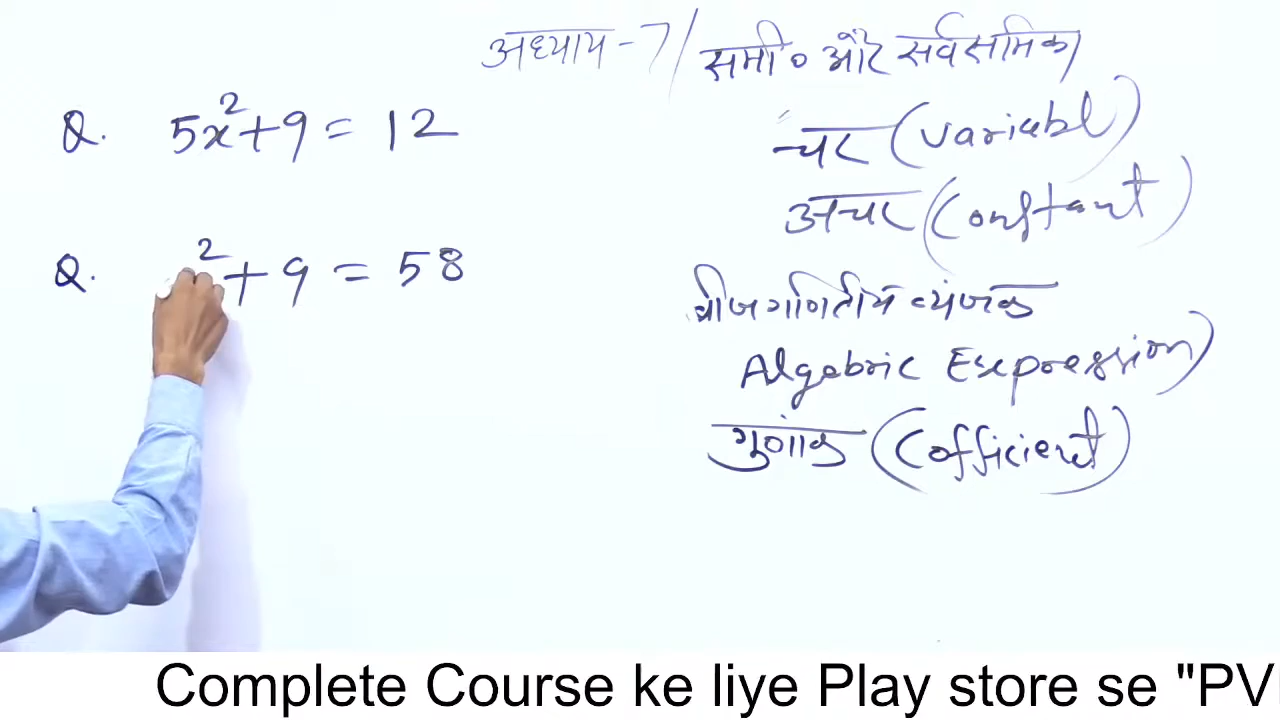 अध्याय - 7 / समी० और सर्वसमिका
Q. 5x² + 9 = 12
चर (variabl)
अचर (Constant)
Q. ² + 9 = 58
बीजगणितीय व्यंजक
Algebric Expression)
गुणांक (Cofficient)
Complete Course ke liye Play store se "PV